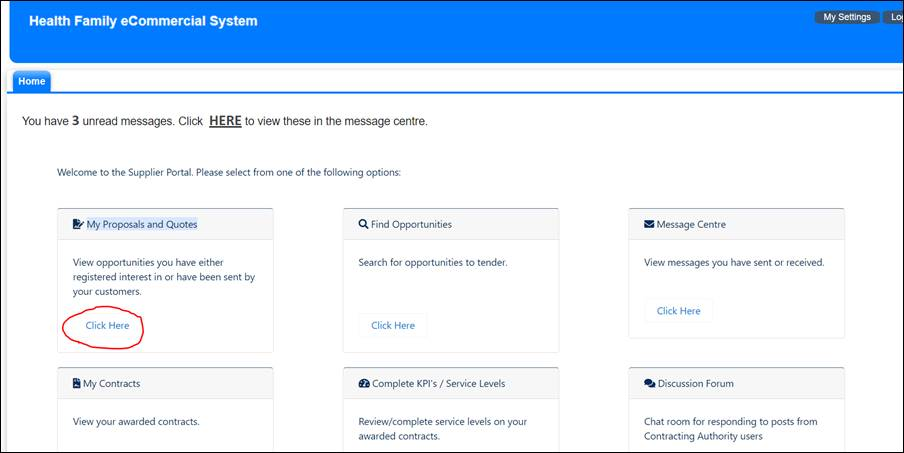 Health Family eCommercial System
My Settings
Home
You have 3 unread messages. Click HERE to view these in the message centre.
Welcome to the Supplier Portal. Please select from one of the following options:
My Proposals and Quotes
View opportunities you have either
registered interest in or have been sent by
your customers.
Click Here
Find Opportunities
Search for opportunities to tender.
Click Here
Message Centre
View messages you have sent or received.
Click Here
My Contracts
View your awarded contracts.
Complete KPI's / Service Levels
Review/complete service levels on your
awarded contracts.
Discussion Forum
Chat room for responding to posts from
Contracting Authority users